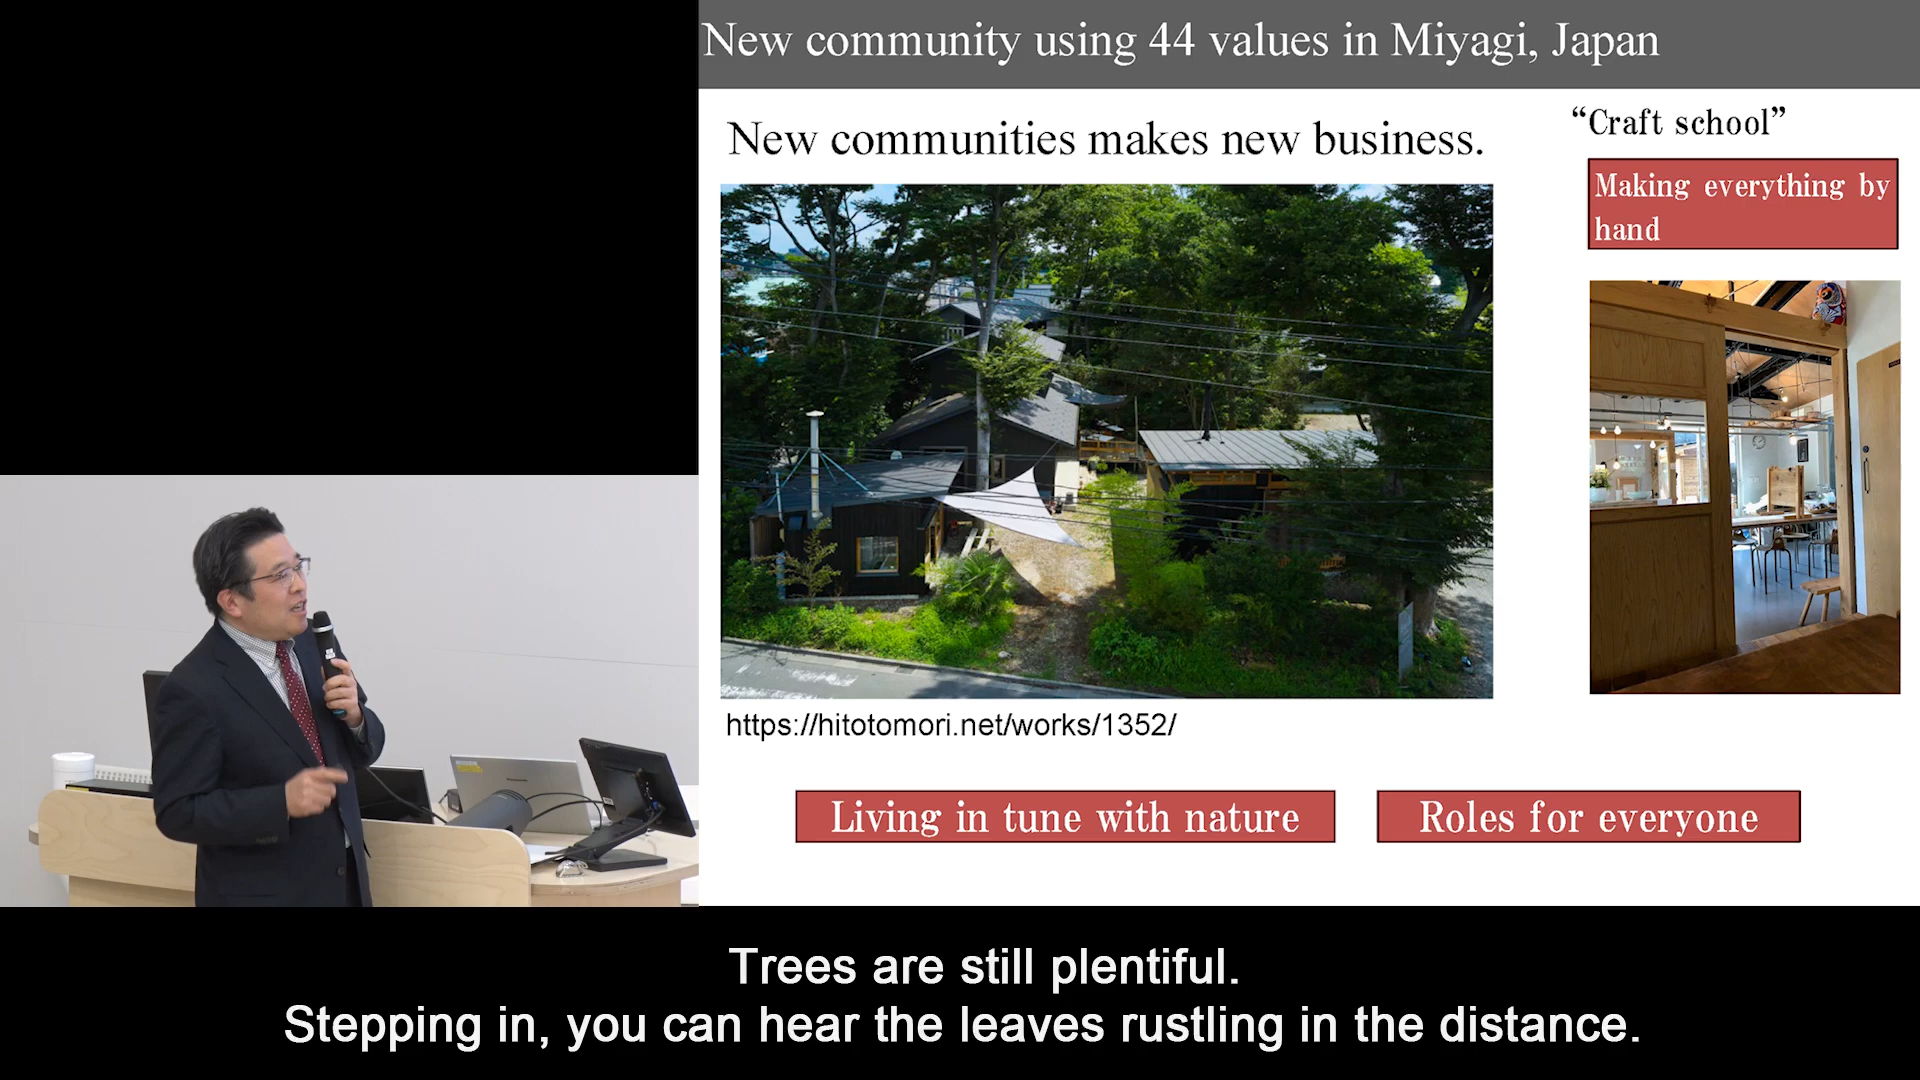 New community using 44 values in Miyagi, Japan
New communities makes new business.
“Craft school”
Making everything by
hand
https://hitotomori.net/works/1352/
Living in tune with nature
Roles for everyone
Trees are still plentiful.
Stepping in, you can hear the leaves rustling in the distance.